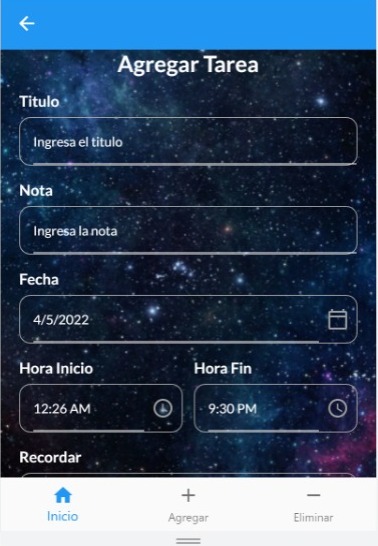 Agregar Tarea
Titulo
Ingresa el titulo
Nota
Ingresa la nota
Fecha
4/5/2022
Hora Inicio Hora Fin
12:26 AM 9:30 PM
Recordar
Inicio Agregar Eliminar